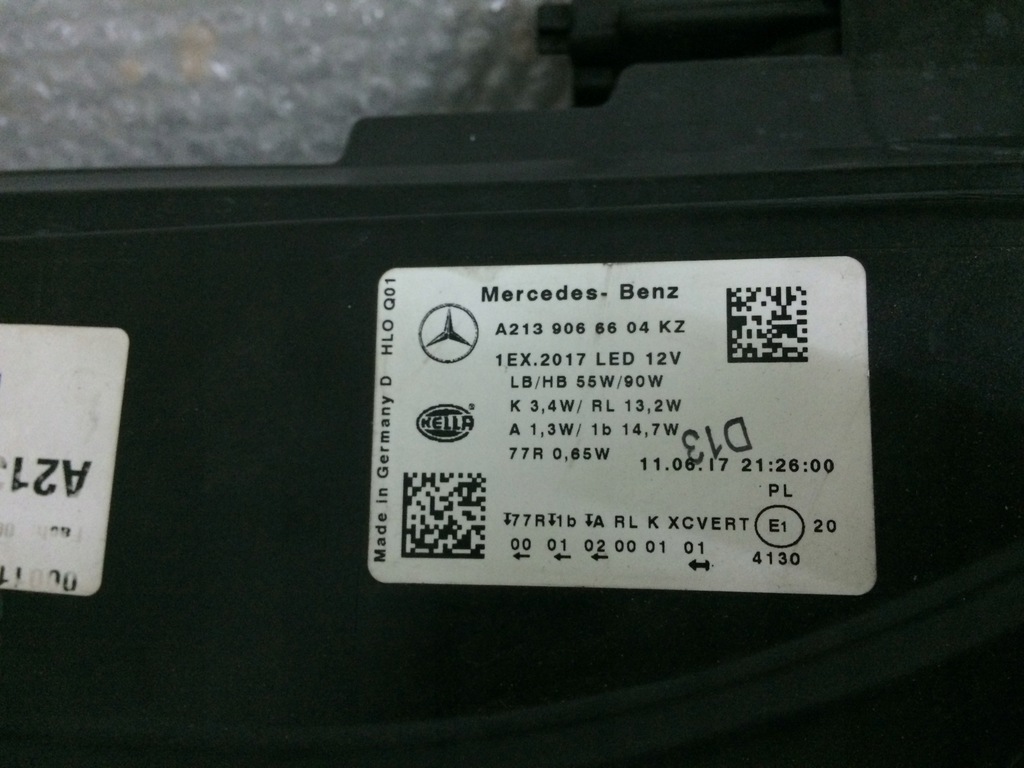 Mercedes- Benz
A213 906 66 04 KZ
1EX.2017 LED 12V
LB/HB 55W/90W
K 3,4W/ RL 13,2W
A 1,3W/ 1b 14,7W
77R 0,65W
11.06.17 21:26:00
D13
PL
77R 1b A RL K XCVERT E1 20
00 01 02 00 01 01
4130
HELLA
Made in Germany D HLO Q01
A213